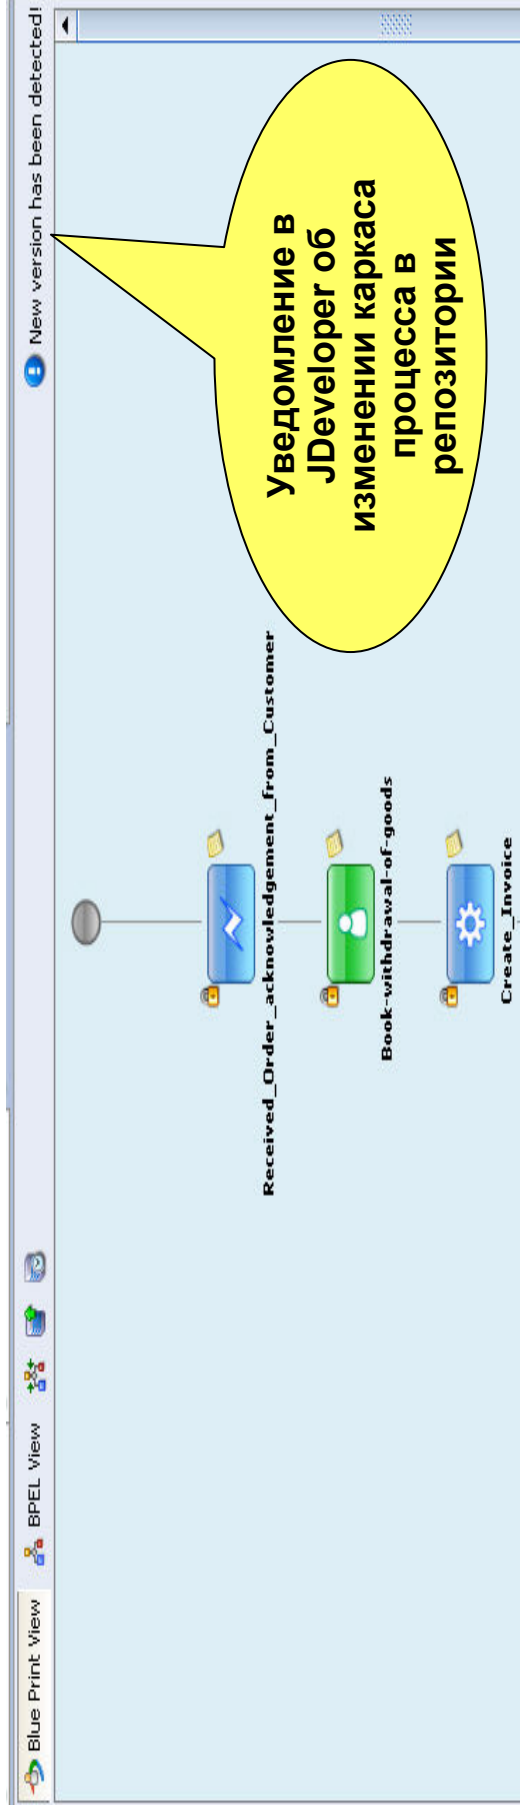 Blue Print View
BPEL View
New version has been detected!
Уведомление в
JDeveloper об
изменении каркаса
процесса в
репозитории
Received_Order_acknowledgement_from_Customer
Book-withdrawal-of-goods
Create_Invoice